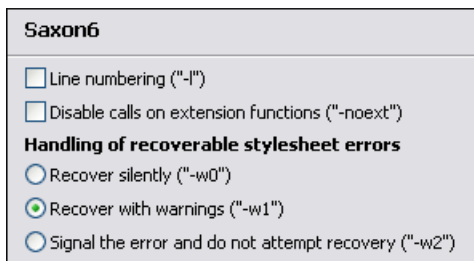 Saxon6
Line numbering ("-l")
Disable calls on extension functions ("-noext")
Handling of recoverable stylesheet errors
Recover silently ("-w0")
Recover with warnings ("-w1")
Signal the error and do not attempt recovery ("-w2")